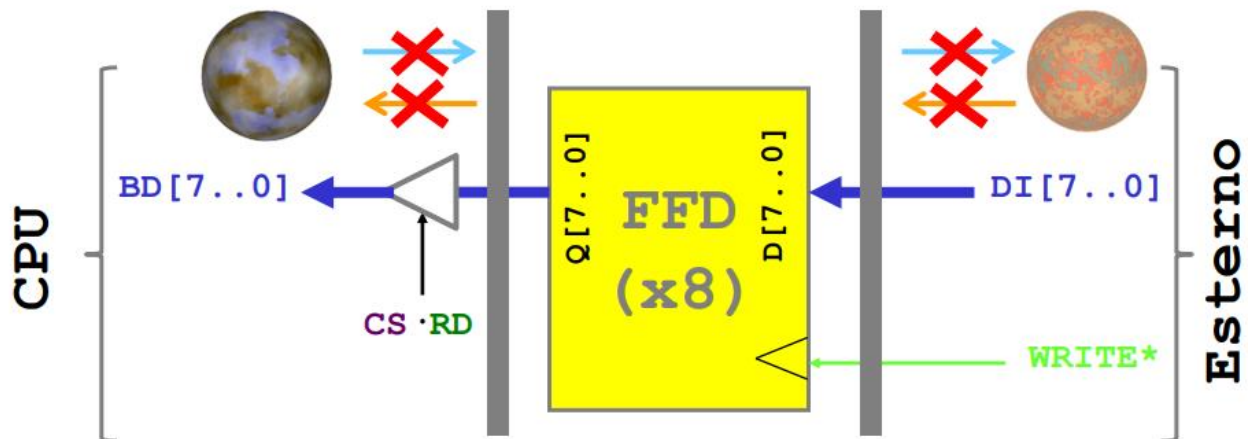 CPU
BD[7..0]
CS·RD
Q[7..0]
FFD
(x8)
D[7..0]
DI[7..0]
WRITE*
Esterno